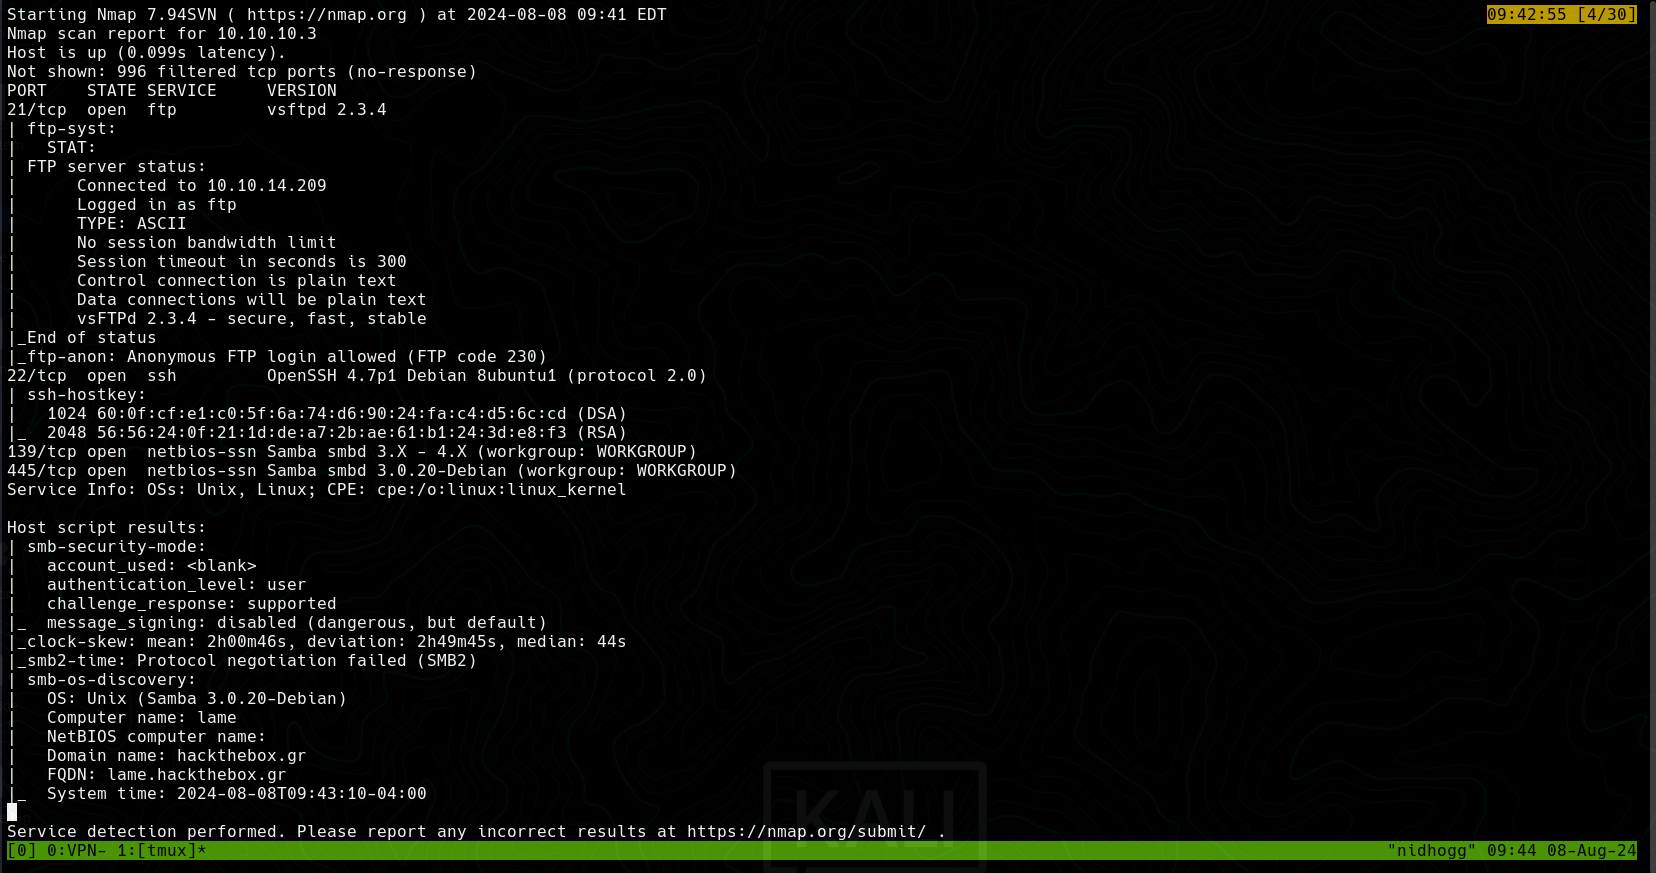 Starting Nmap 7.94SVN ( https://nmap.org ) at 2024-08-08 09:41 EDT
09:42:55 [4/30]
Nmap scan report for 10.10.10.3
Host is up (0.099s latency).
Not shown: 996 filtered tcp ports (no-response)
PORT    STATE SERVICE     VERSION
21/tcp  open  ftp         vsftpd 2.3.4
| ftp-syst:
|   STAT:
| FTP server status:
|      Connected to 10.10.14.209
|      Logged in as ftp
|      TYPE: ASCII
|      No session bandwidth limit
|      Session timeout in seconds is 300
|      Control connection is plain text
|      Data connections will be plain text
|      vsFTPd 2.3.4 - secure, fast, stable
|_End of status
|_ftp-anon: Anonymous FTP login allowed (FTP code 230)
22/tcp  open  ssh         OpenSSH 4.7p1 Debian 8ubuntu1 (protocol 2.0)
| ssh-hostkey:
|   1024 60:0f:cf:e1:c0:5f:6a:74:d6:90:24:fa:c4:d5:6c:cd (DSA)
|_  2048 56:56:24:0f:21:1d:de:a7:2b:ae:61:b1:24:3d:e8:f3 (RSA)
139/tcp open  netbios-ssn Samba smbd 3.X - 4.X (workgroup: WORKGROUP)
445/tcp open  netbios-ssn Samba smbd 3.0.20-Debian (workgroup: WORKGROUP)
Service Info: OSs: Unix, Linux; CPE: cpe:/o:linux:linux_kernel

Host script results:
| smb-security-mode:
|   account_used: <blank>
|   authentication_level: user
|   challenge_response: supported
|_  message_signing: disabled (dangerous, but default)
|_clock-skew: mean: 2h00m46s, deviation: 2h49m45s, median: 44s
|_smb2-time: Protocol negotiation failed (SMB2)
| smb-os-discovery:
|   OS: Unix (Samba 3.0.20-Debian)
|   Computer name: lame
|   NetBIOS computer name:
|   Domain name: hackthebox.gr
|   FQDN: lame.hackthebox.gr
|_  System time: 2024-08-08T09:43:10-04:00
KALI
Service detection performed. Please report any incorrect results at https://nmap.org/submit/ .
[0] 0:VPN- 1:[tmux]*
"nidhogg" 09:44 08-Aug-24